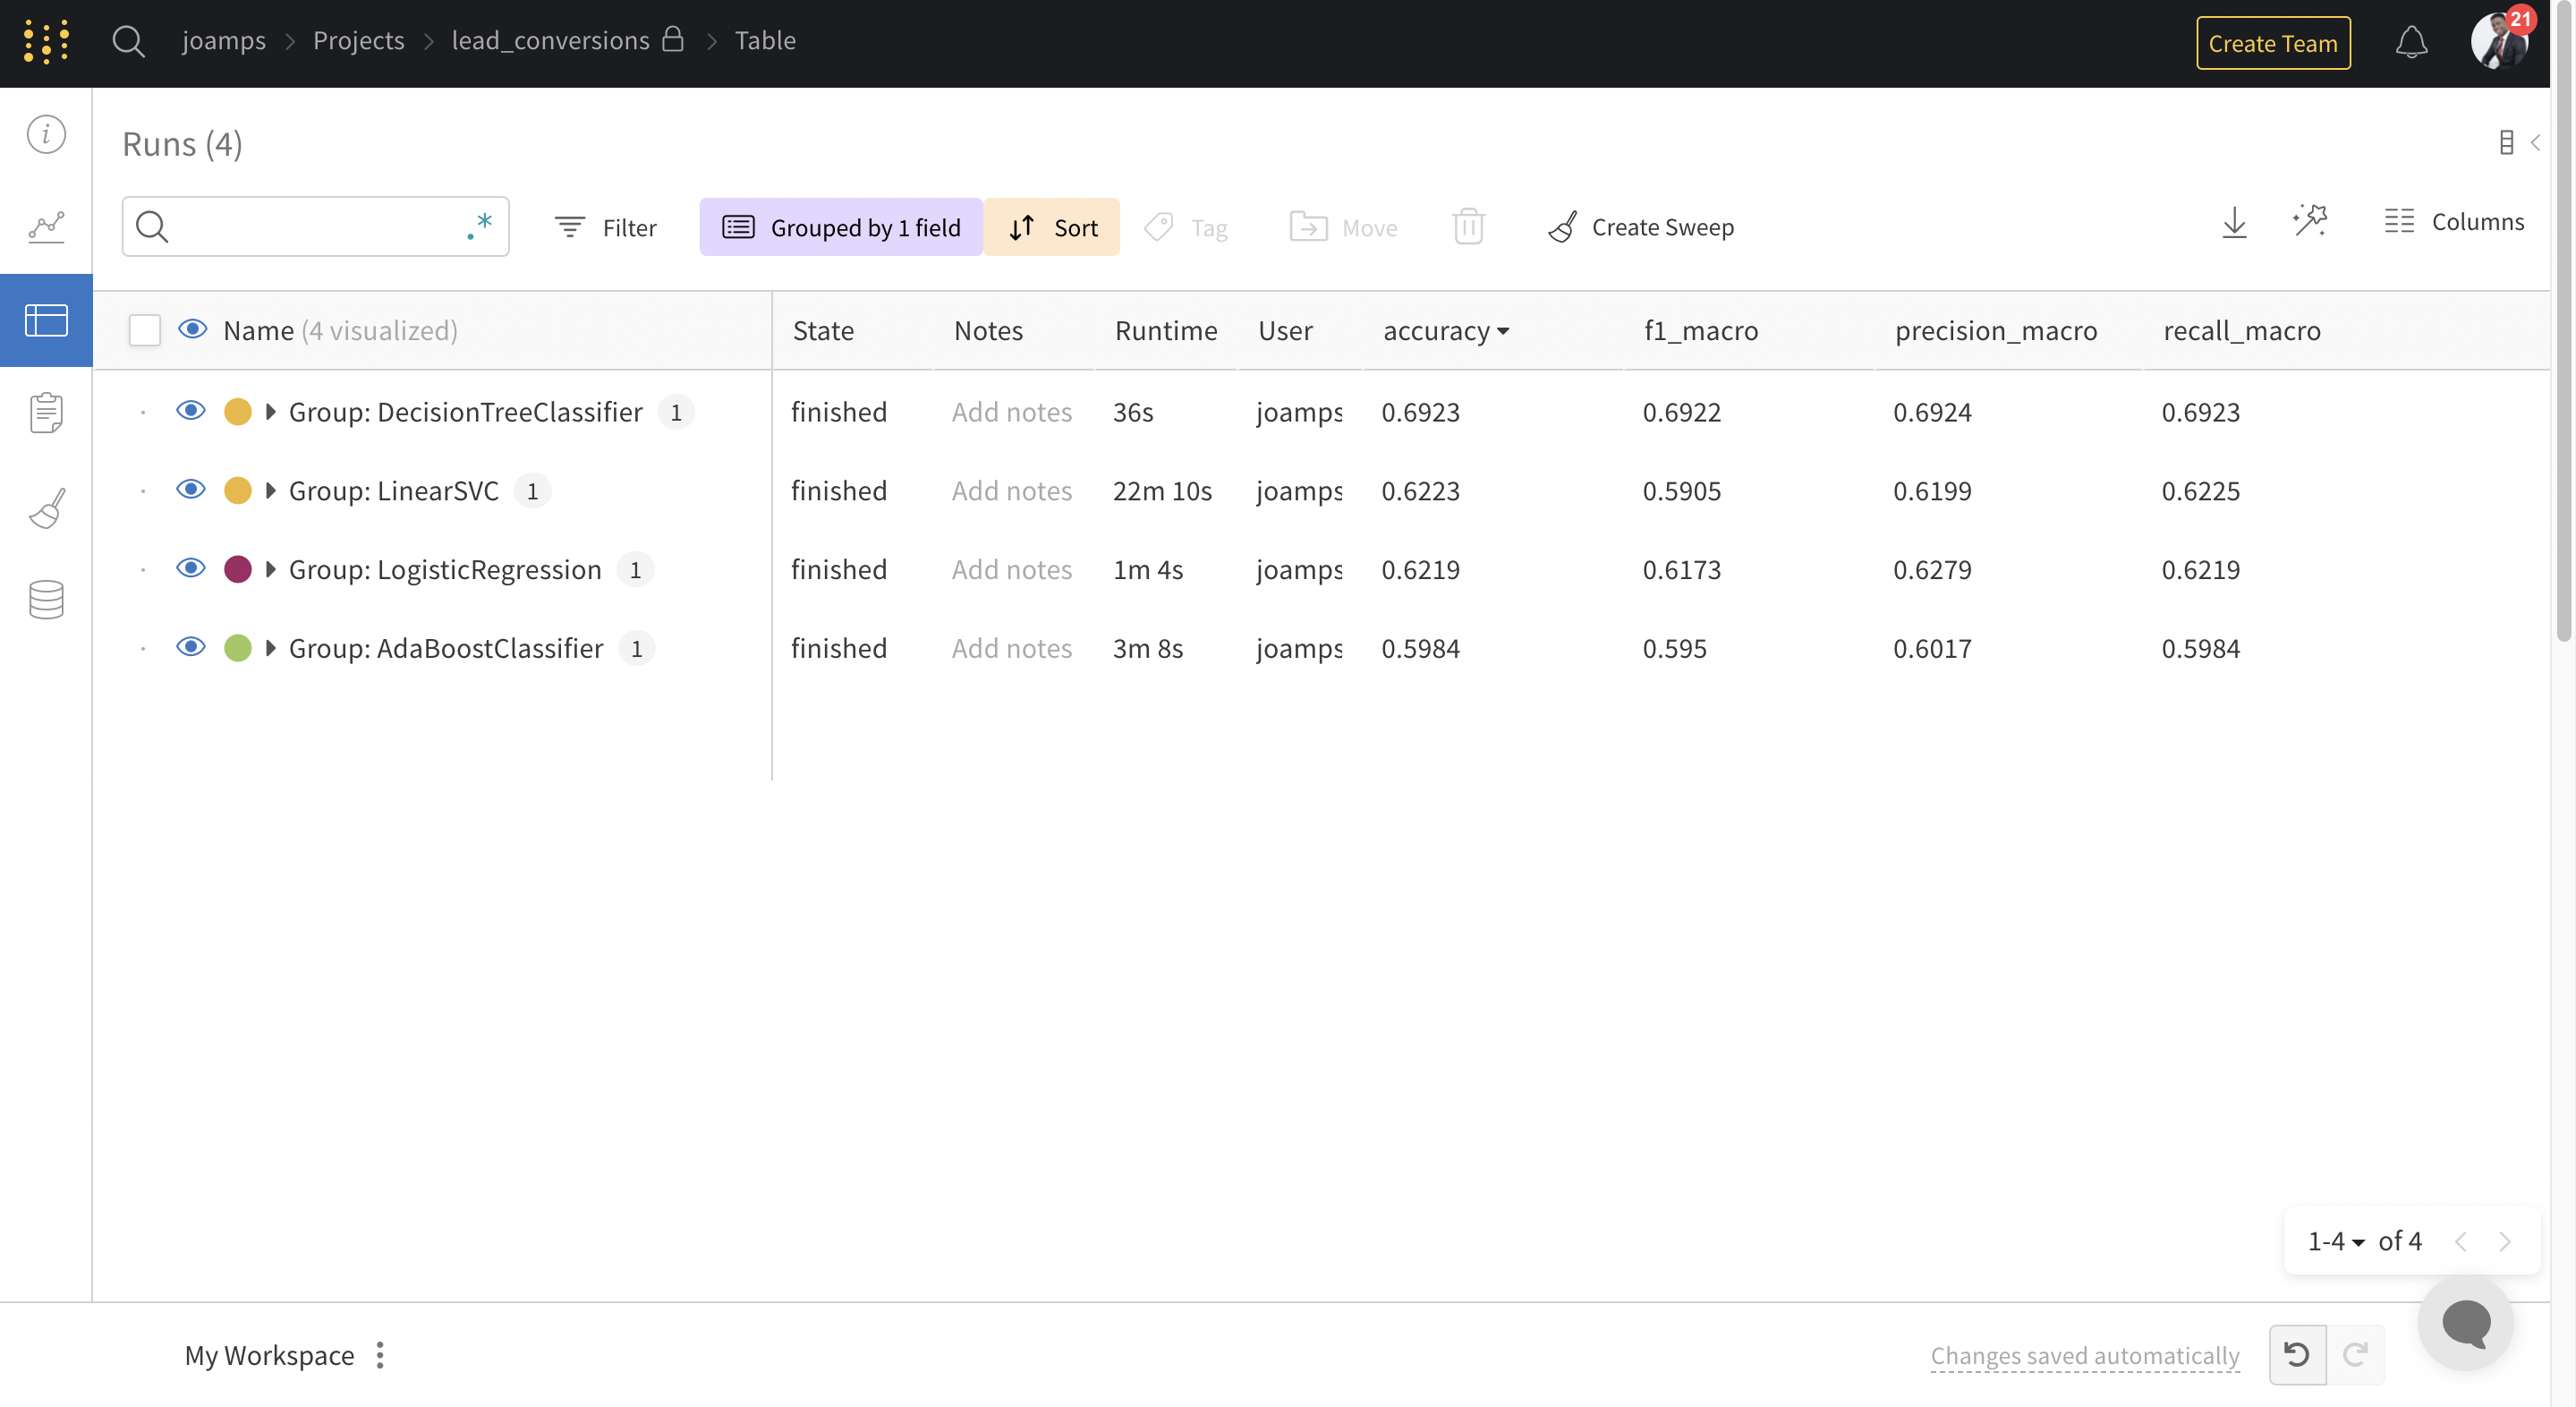 joamps > Projects > lead_conversions > Table
Create Team
21
Runs (4)
.*
Filter
Grouped by 1 field
Sort
Tag
Move
Create Sweep
Columns
Name (4 visualized) State Notes Runtime User accuracy f1_macro precision_macro recall_macro
Group: DecisionTreeClassifier 1 finished Add notes 36s joamps 0.6923 0.6922 0.6924 0.6923
Group: LinearSVC 1 finished Add notes 22m 10s joamps 0.6223 0.5905 0.6199 0.6225
Group: LogisticRegression 1 finished Add notes 1m 4s joamps 0.6219 0.6173 0.6279 0.6219
Group: AdaBoostClassifier 1 finished Add notes 3m 8s joamps 0.5984 0.595 0.6017 0.5984
1-4 of 4
My Workspace
Changes saved automatically